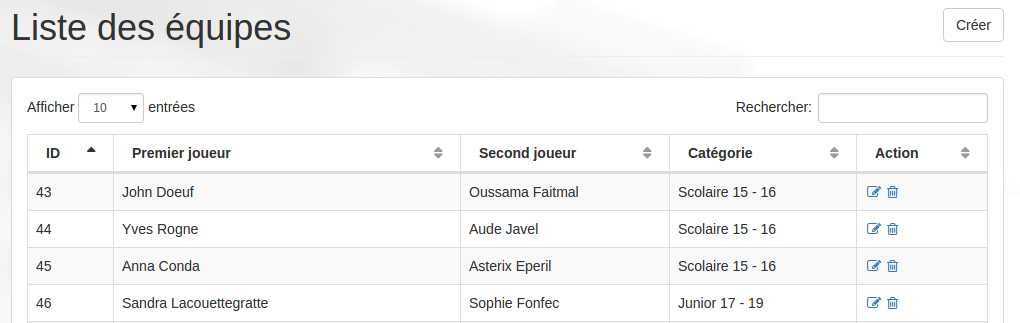 Liste des équipes
Créer
Afficher 10 entrées
Rechercher:
ID Premier joueur Second joueur Catégorie Action
43 John Doeuf Oussama Faitmal Scolaire 15 - 16
44 Yves Rogne Aude Javel Scolaire 15 - 16
45 Anna Conda Asterix Eperil Scolaire 15 - 16
46 Sandra Lacouettegratte Sophie Fonfec Junior 17 - 19